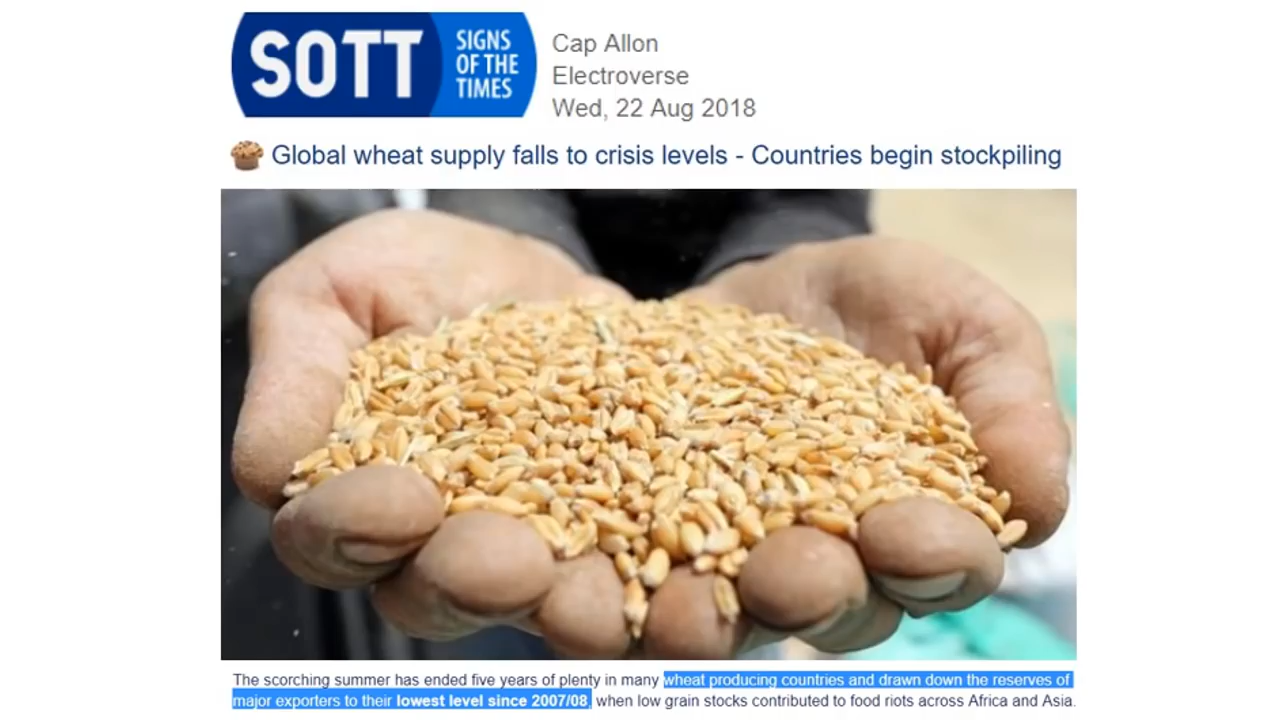 SOTT
SIGNS
OF THE
TIMES
Cap Allon
Electroverse
Wed, 22 Aug 2018
Global wheat supply falls to crisis levels - Countries begin stockpiling
The scorching summer has ended five years of plenty in many wheat producing countries and drawn down the reserves of
major exporters to their lowest level since 2007/08, when low grain stocks contributed to food riots across Africa and Asia.